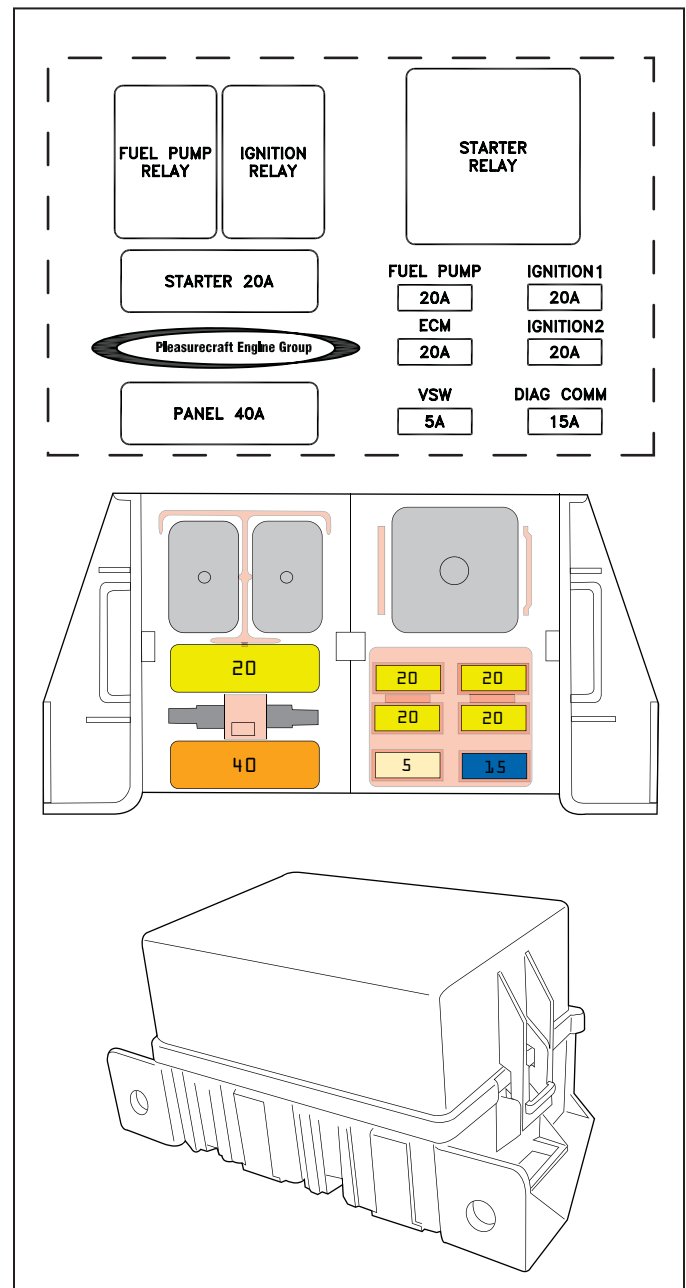 FUEL PUMP
RELAY
IGNITION
RELAY
STARTER
RELAY
STARTER 20A
FUEL PUMP
20A
IGNITION1
20A
Pleasurecraft Engine Group
ECM
20A
IGNITION2
20A
PANEL 40A
VSW
5A
DIAG COMM
15A
20
20
20
20
20
40
5
15